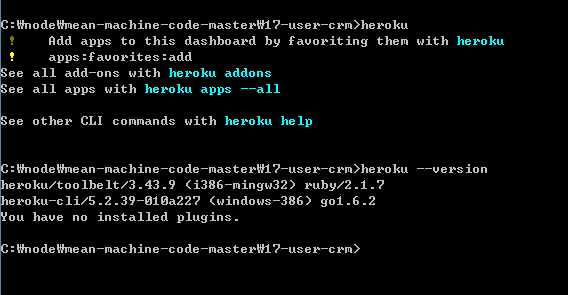 C:₩node₩mean-machine-code-master₩17-user-crm>heroku
! Add apps to this dashboard by favoriting them with heroku
! apps:favorites:add
See all add-ons with heroku addons
See all apps with heroku apps --all
See other CLI commands with heroku help
C:₩node₩mean-machine-code-master₩17-user-crm>heroku --version
heroku/toolbelt/3.43.9 (i386-mingw32) ruby/2.1.7
heroku-cli/5.2.39-010a227 (windows-386) go1.6.2
You have no installed plugins.
C:₩node₩mean-machine-code-master₩17-user-crm>